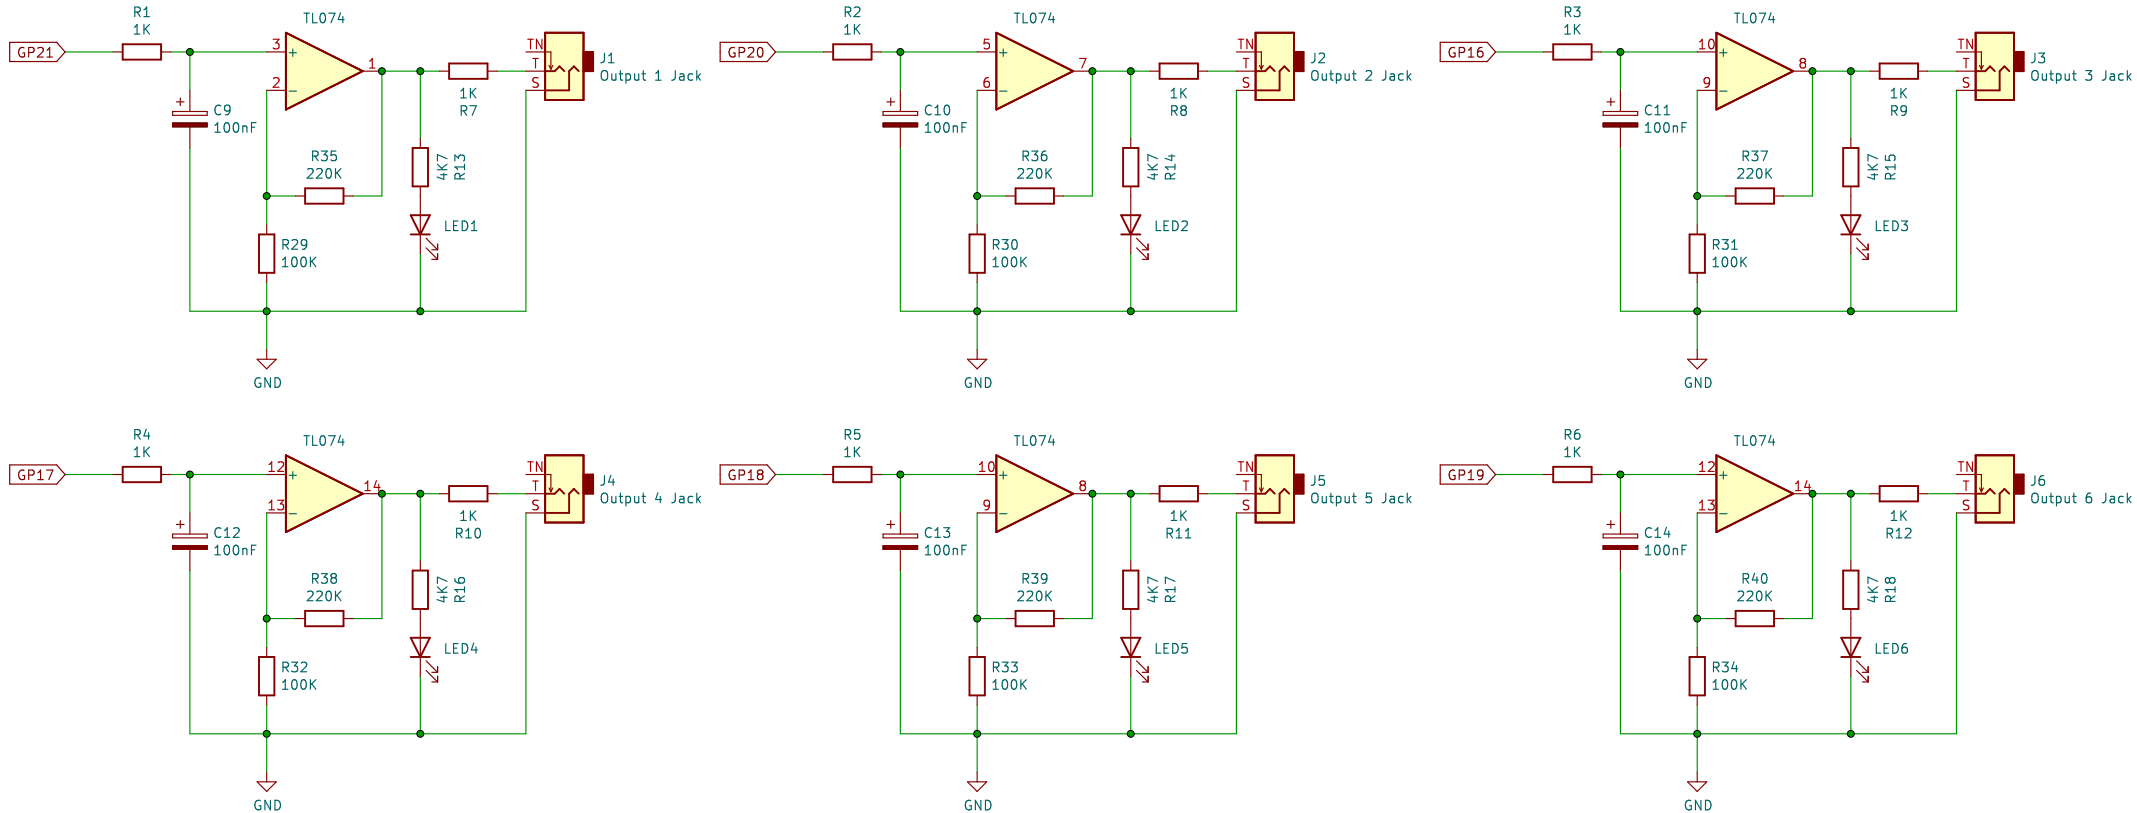 R1
1K
TL074
GP21
3
2
1
+
−
TN
T
S
J1
Output 1 Jack
1K
R7
+
C9
100nF
R35
220K
4K7
R13
LED1
R29
100K
GND
R2
1K
TL074
GP20
5
6
7
+
−
TN
T
S
J2
Output 2 Jack
1K
R8
+
C10
100nF
R36
220K
4K7
R14
LED2
R30
100K
GND
R3
1K
TL074
GP16
10
9
8
+
−
TN
T
S
J3
Output 3 Jack
1K
R9
+
C11
100nF
R37
220K
4K7
R15
LED3
R31
100K
GND
R4
1K
TL074
GP17
12
13
14
+
−
TN
T
S
J4
Output 4 Jack
1K
R10
+
C12
100nF
R38
220K
4K7
R16
LED4
R32
100K
GND
R5
1K
TL074
GP18
10
9
8
+
−
TN
T
S
J5
Output 5 Jack
1K
R11
+
C13
100nF
R39
220K
4K7
R17
LED5
R33
100K
GND
R6
1K
TL074
GP19
12
13
14
+
−
TN
T
S
J6
Output 6 Jack
1K
R12
+
C14
100nF
R40
220K
4K7
R18
LED6
R34
100K
GND